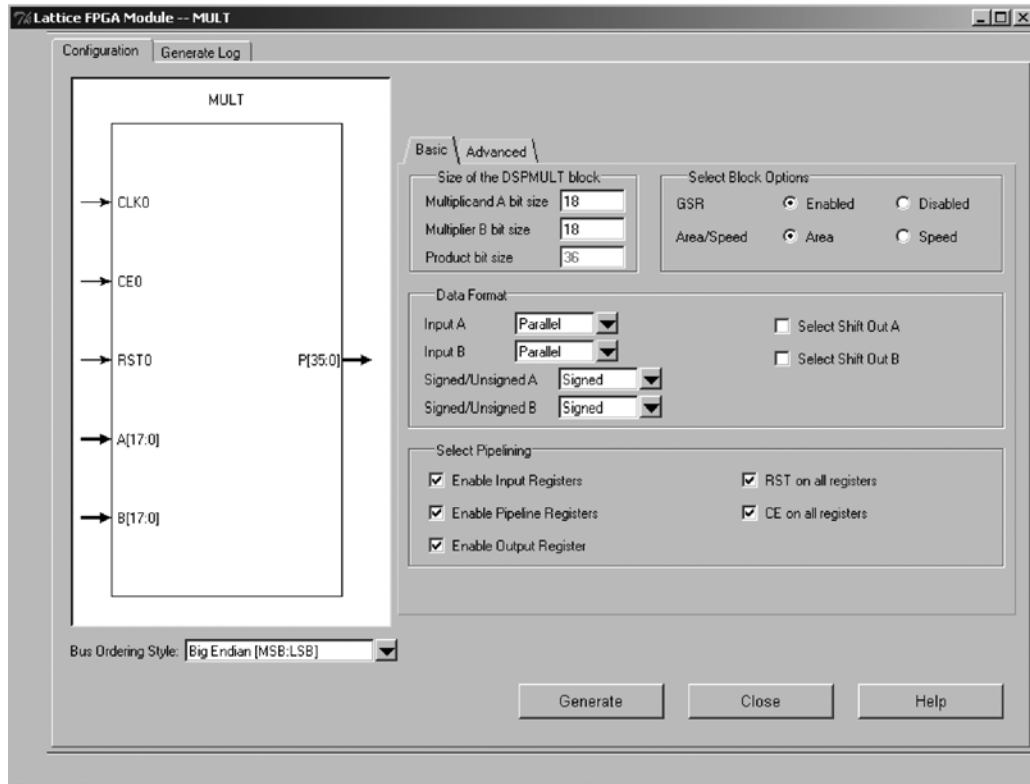 Lattice FPGA Module -- MULT
Configuration
Generate Log
MULT
CLK0
CE0
RST0
P[35:0]
A[17:0]
B[17:0]
Bus Ordering Style: Big Endian [MSB:LSB]
Basic
Advanced
Size of the DSPMULT block
Multiplicand A bit size 18
Multiplier B bit size 18
Product bit size 36
Select Block Options
GSR Enabled Disabled
Area/Speed Area Speed
Data Format
Input A Parallel
Input B Parallel
Signed/Unsigned A Signed
Signed/Unsigned B Signed
Select Shift Out A
Select Shift Out B
Select Pipelining
Enable Input Registers
Enable Pipeline Registers
Enable Output Register
RST on all registers
CE on all registers
Generate
Close
Help